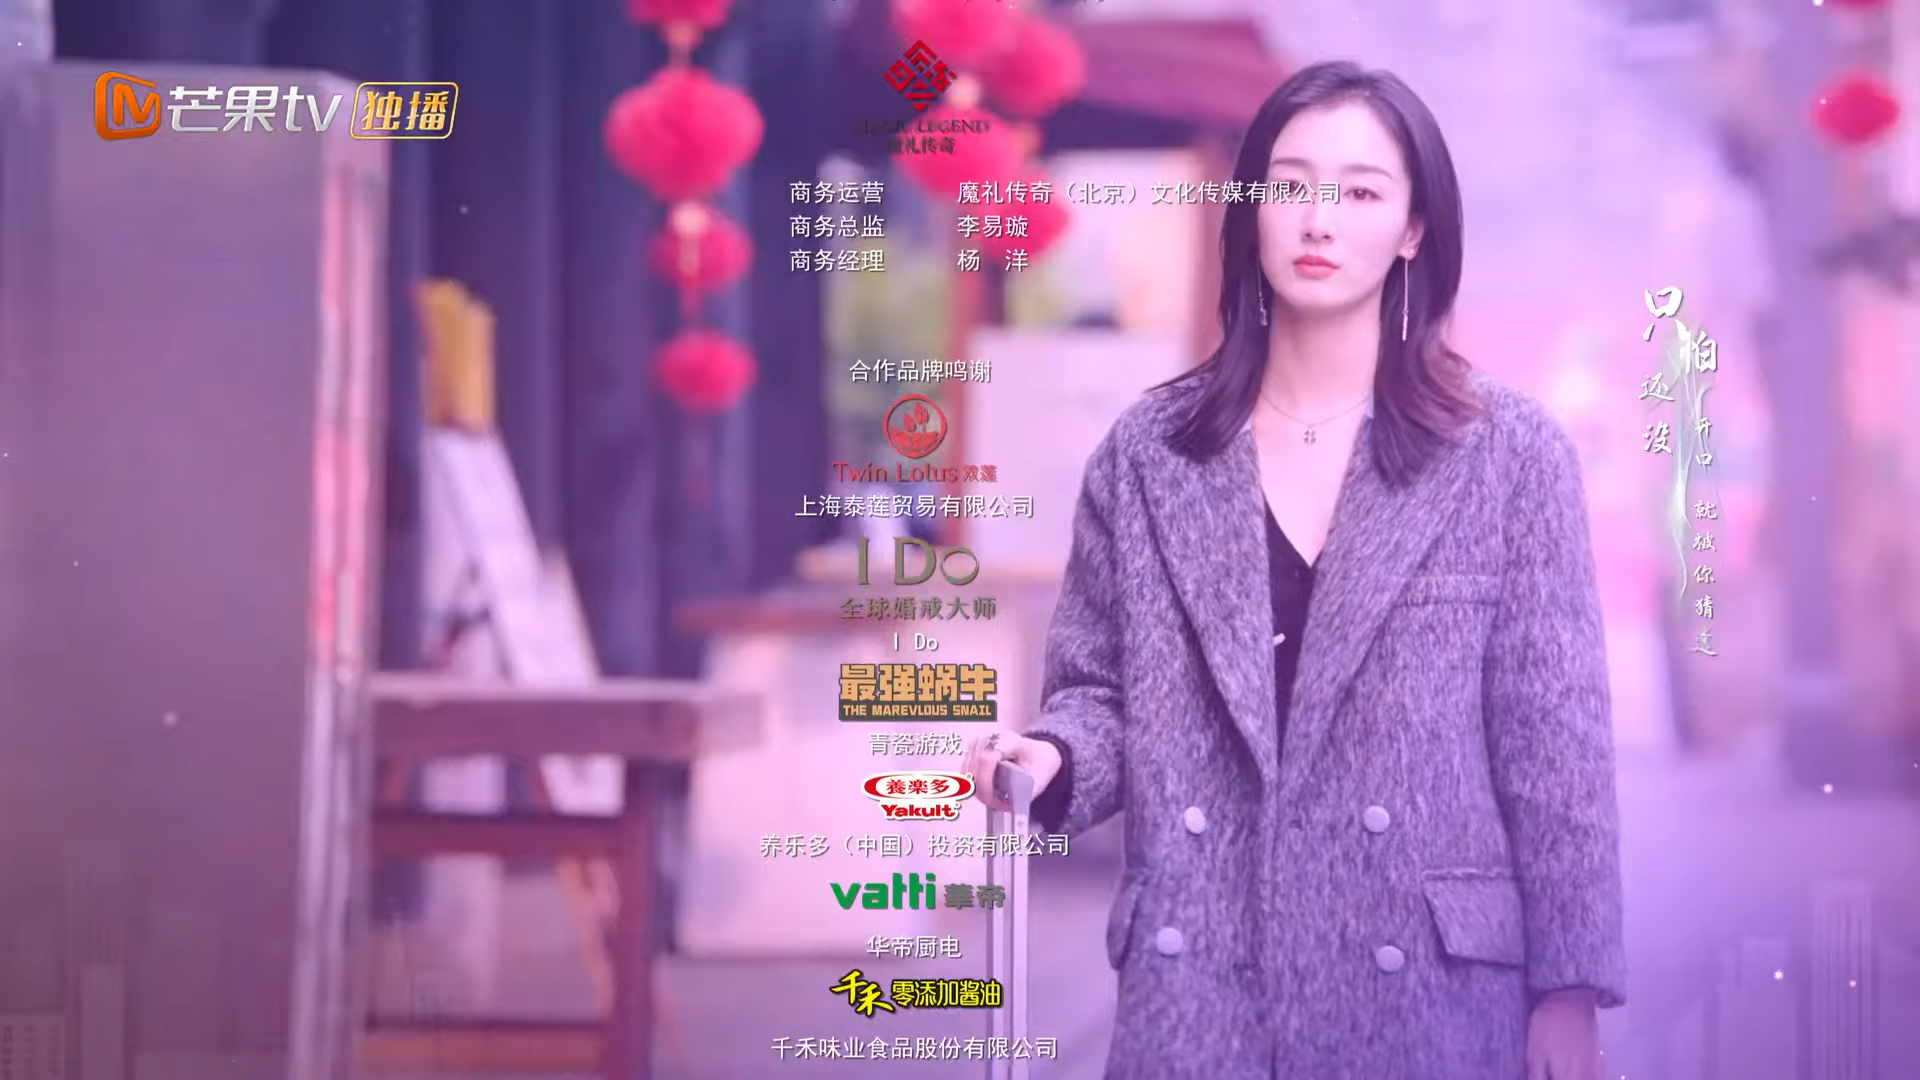 芒果tv 独播
LEGEND
礼传奇
商务运营 魔礼传奇（北京）文化传媒有限公司
商务总监 李易璇
商务经理 杨 洋
合作品牌鸣谢
Twin Lotus 双莲
上海泰莲贸易有限公司
I Do
全球婚戒大师
I Do
最强蜗牛
THE MAREVLOUS SNAIL
青瓷游戏
養楽多
Yakult
养乐多（中国）投资有限公司
vatti 華帝
华帝厨电
千禾 零添加酱油
千禾味业食品股份有限公司
只怕
还没
开口
就被你猜透